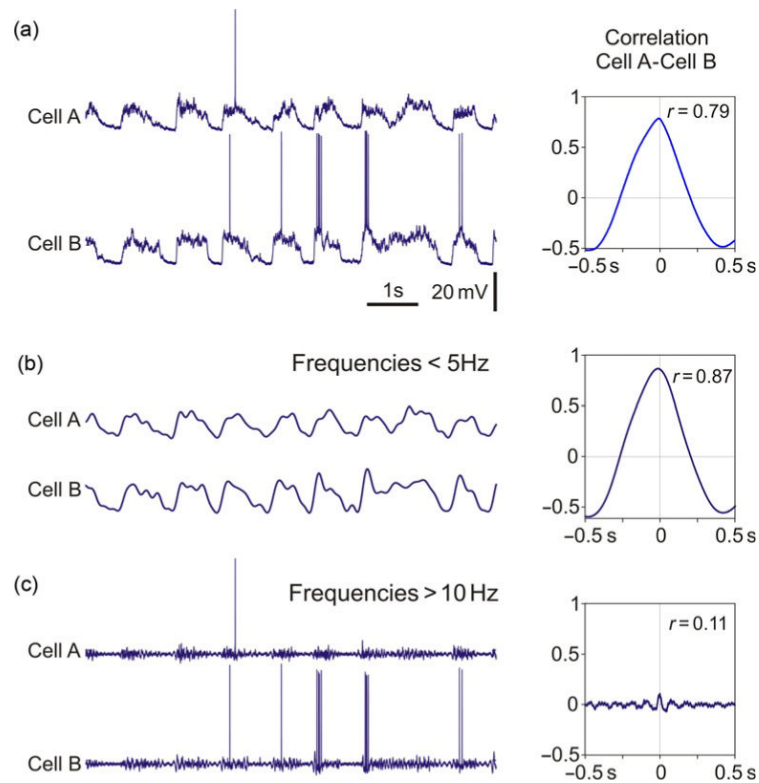 (a)
Correlation
Cell A-Cell B
Cell A
Cell B
1s
20 mV
1
0.5
0
−0.5
r = 0.79
−0.5 s
0
0.5 s
(b)
Frequencies < 5Hz
Cell A
Cell B
1
0.5
0
−0.5
r = 0.87
−0.5 s
0
0.5 s
(c)
Frequencies > 10 Hz
Cell A
Cell B
1
0.5
0
−0.5
r = 0.11
−0.5 s
0
0.5 s